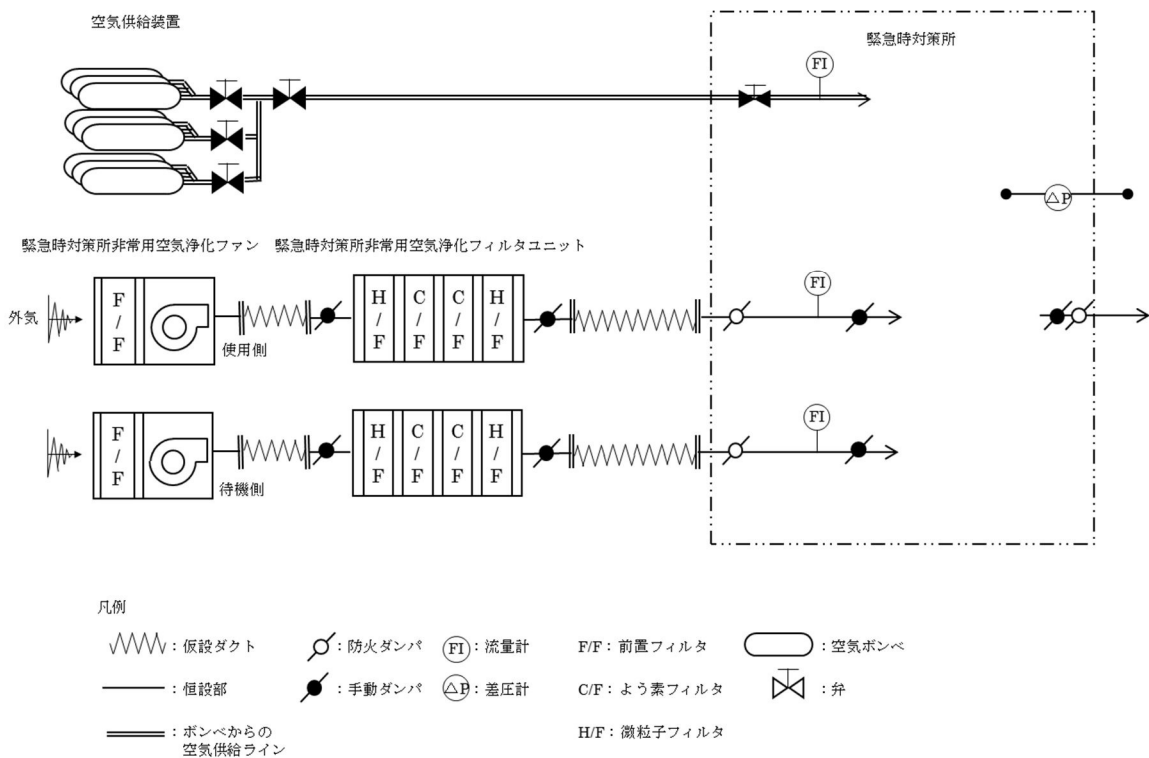 空気供給装置
緊急時対策所
FI
△P
緊急時対策所非常用空気浄化ファン
緊急時対策所非常用空気浄化フィルタユニット
外気
F/F
使用側
H/F
C/F
C/F
H/F
FI
F/F
待機側
H/F
C/F
C/F
H/F
FI
凡例
：仮設ダクト
：防火ダンパ
FI：流量計
F/F：前置フィルタ
：空気ボンベ
：恒設部
：手動ダンパ
△P：差圧計
C/F：よう素フィルタ
：弁
：ボンベからの
空気供給ライン
H/F：微粒子フィルタ